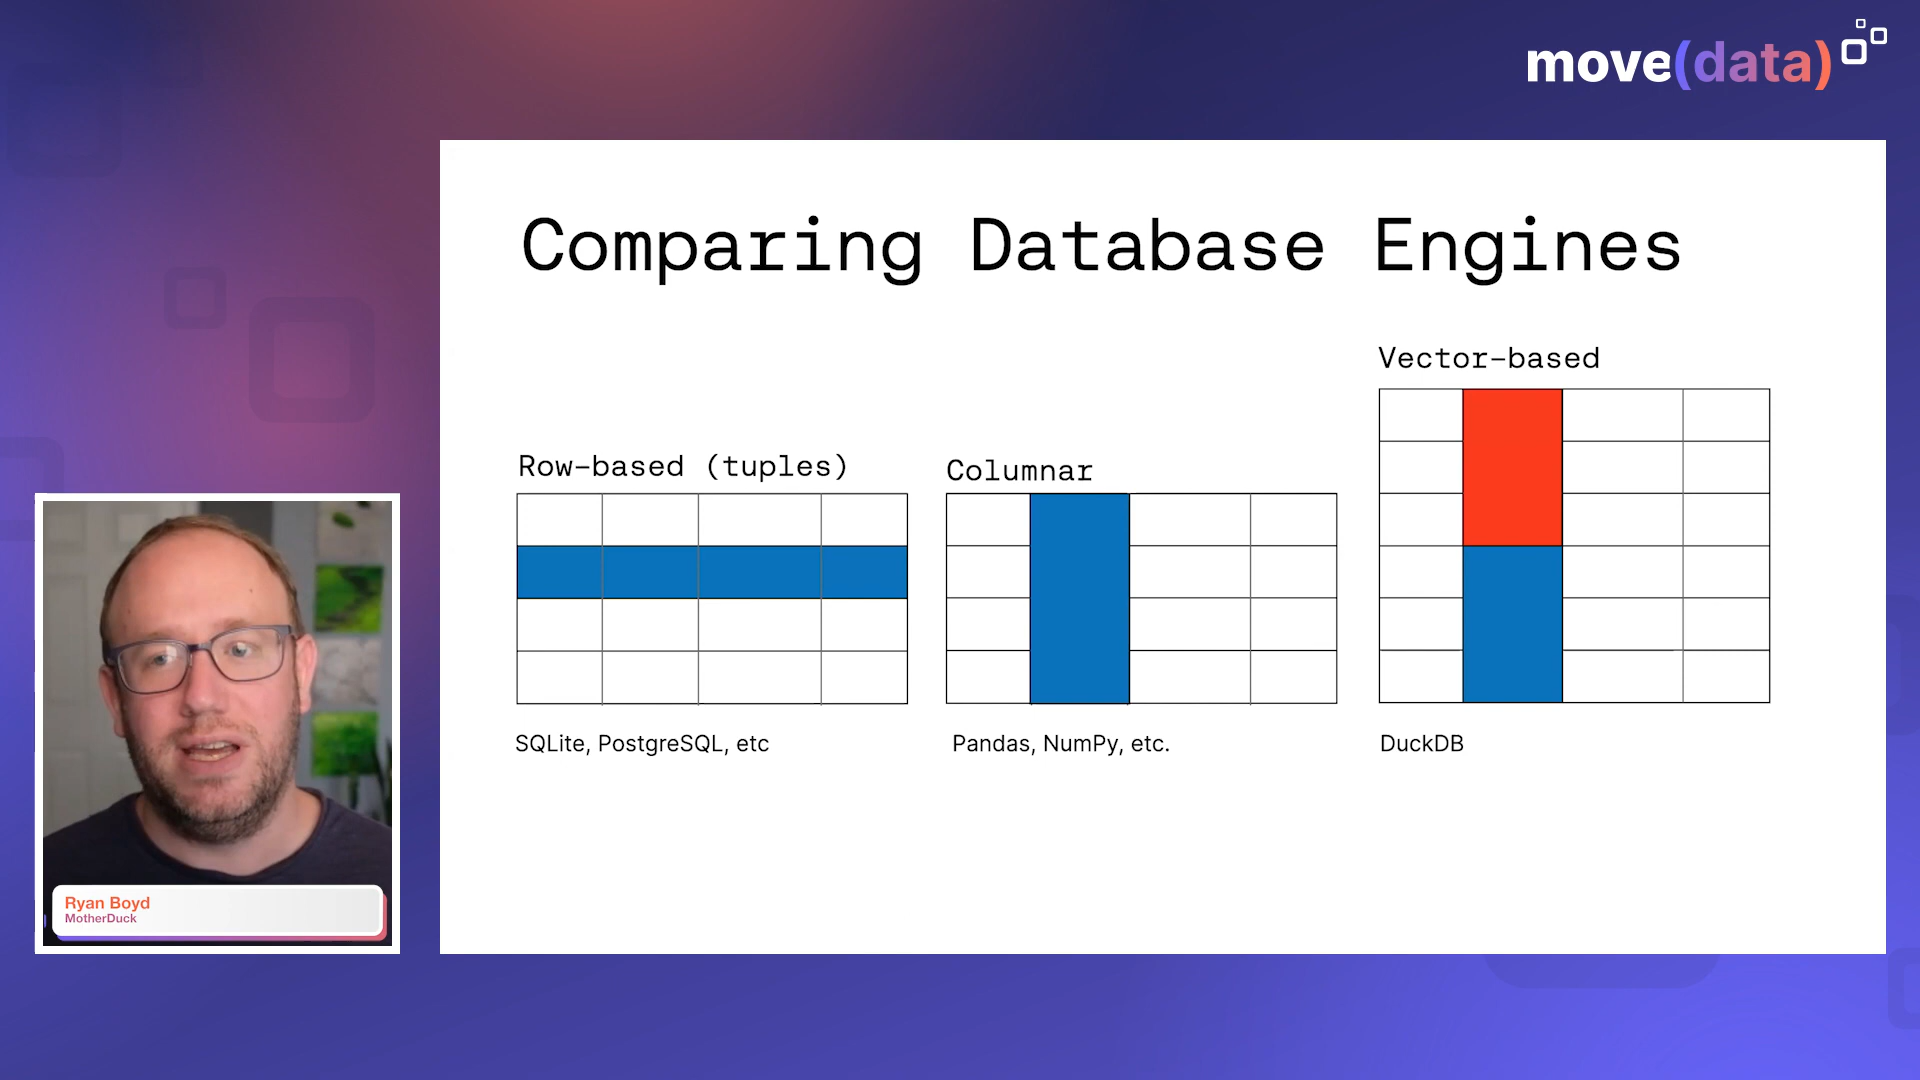 move(data)
Comparing Database Engines
Vector-based
Row-based (tuples)
Columnar
SQLite, PostgreSQL, etc
Pandas, NumPy, etc.
DuckDB
Ryan Boyd
MotherDuck